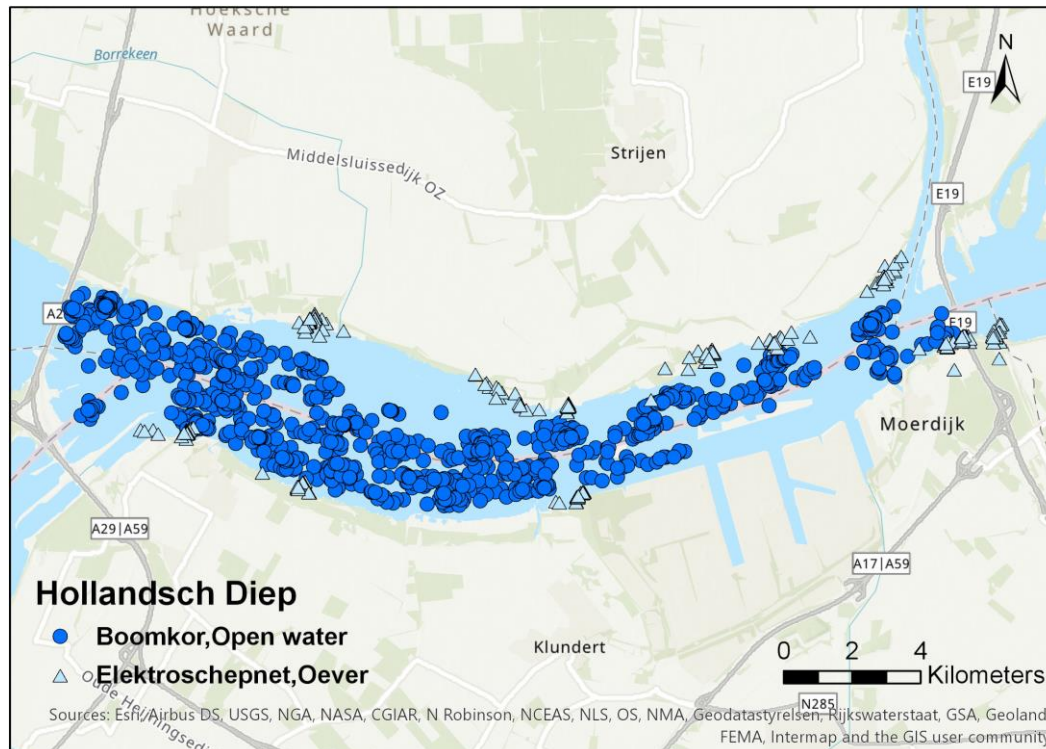 Hoeksche
Waard
Borrekeen
N
E19
Strijen
Middelsluissedijk OZ
E19
E19
Moerdijk
A29|A59
A17|A59
Hollandsch Diep
Boomkor,Open water
Elektroschepnet,Oever
Klundert
0 2 4
Kilometers
N285
Sources: Esri, Airbus DS, USGS, NGA, NASA, CGIAR, N Robinson, NCEAS, NLS, OS, NMA, Geodatastyrelsen, Rijkswaterstaat, GSA, Geoland,
FEMA, Intermap and the GIS user community